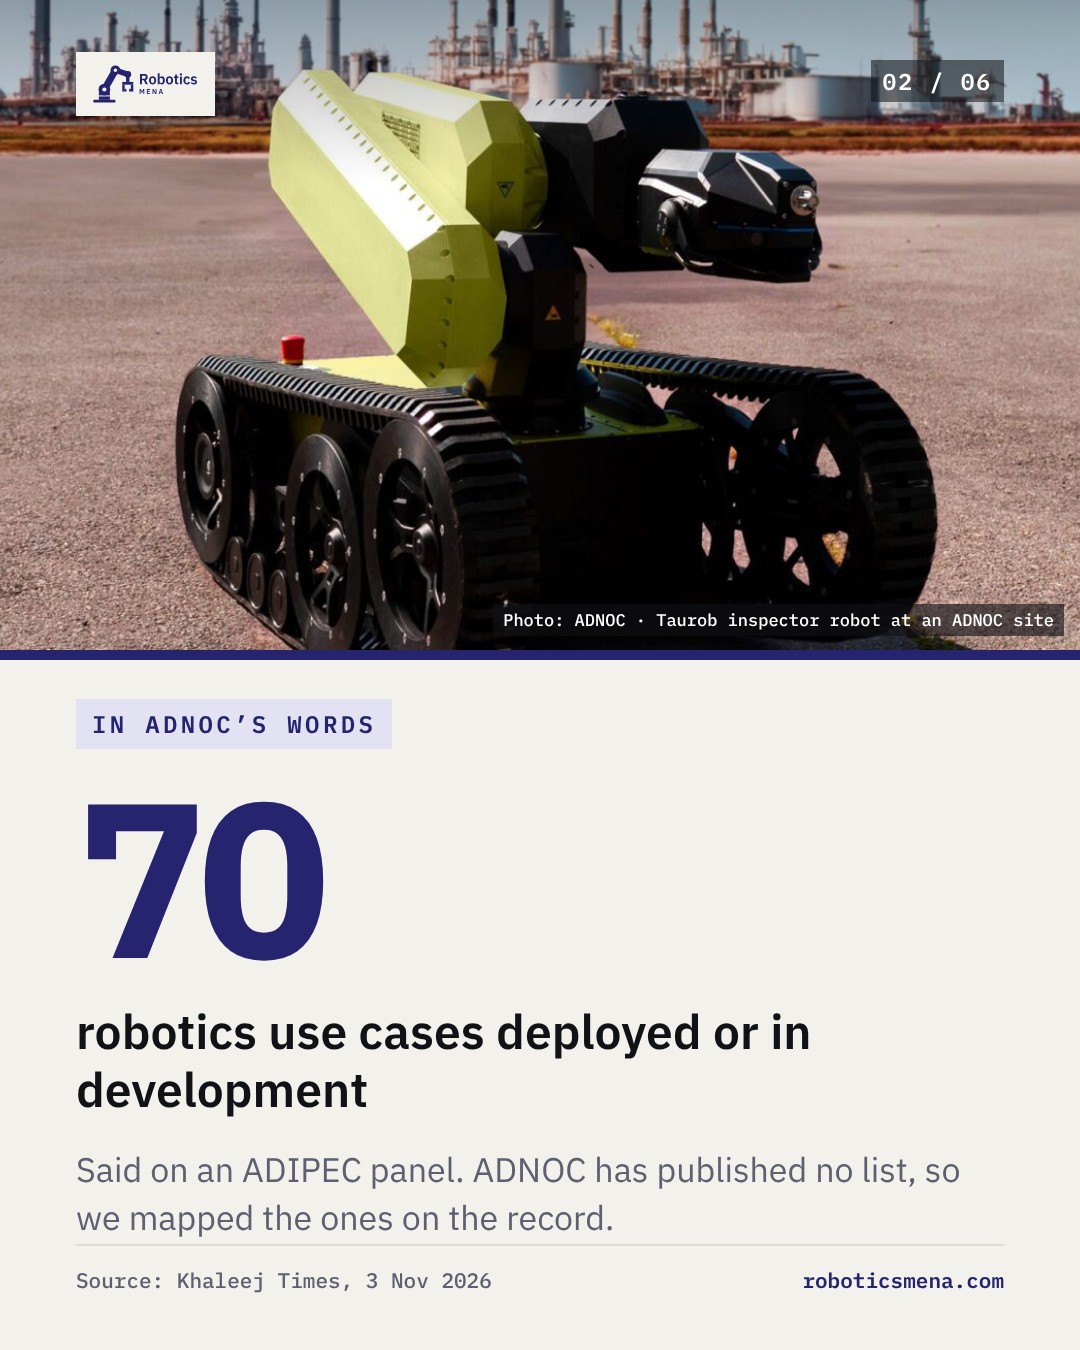 Robotics
MENA
02 / 06
Photo: ADNOC · Taurob inspector robot at an ADNOC site
IN ADNOC’S WORDS
70
robotics use cases deployed or in
development
Said on an ADIPEC panel. ADNOC has published no list, so
we mapped the ones on the record.
Source: Khaleej Times, 3 Nov 2026
roboticsmena.com